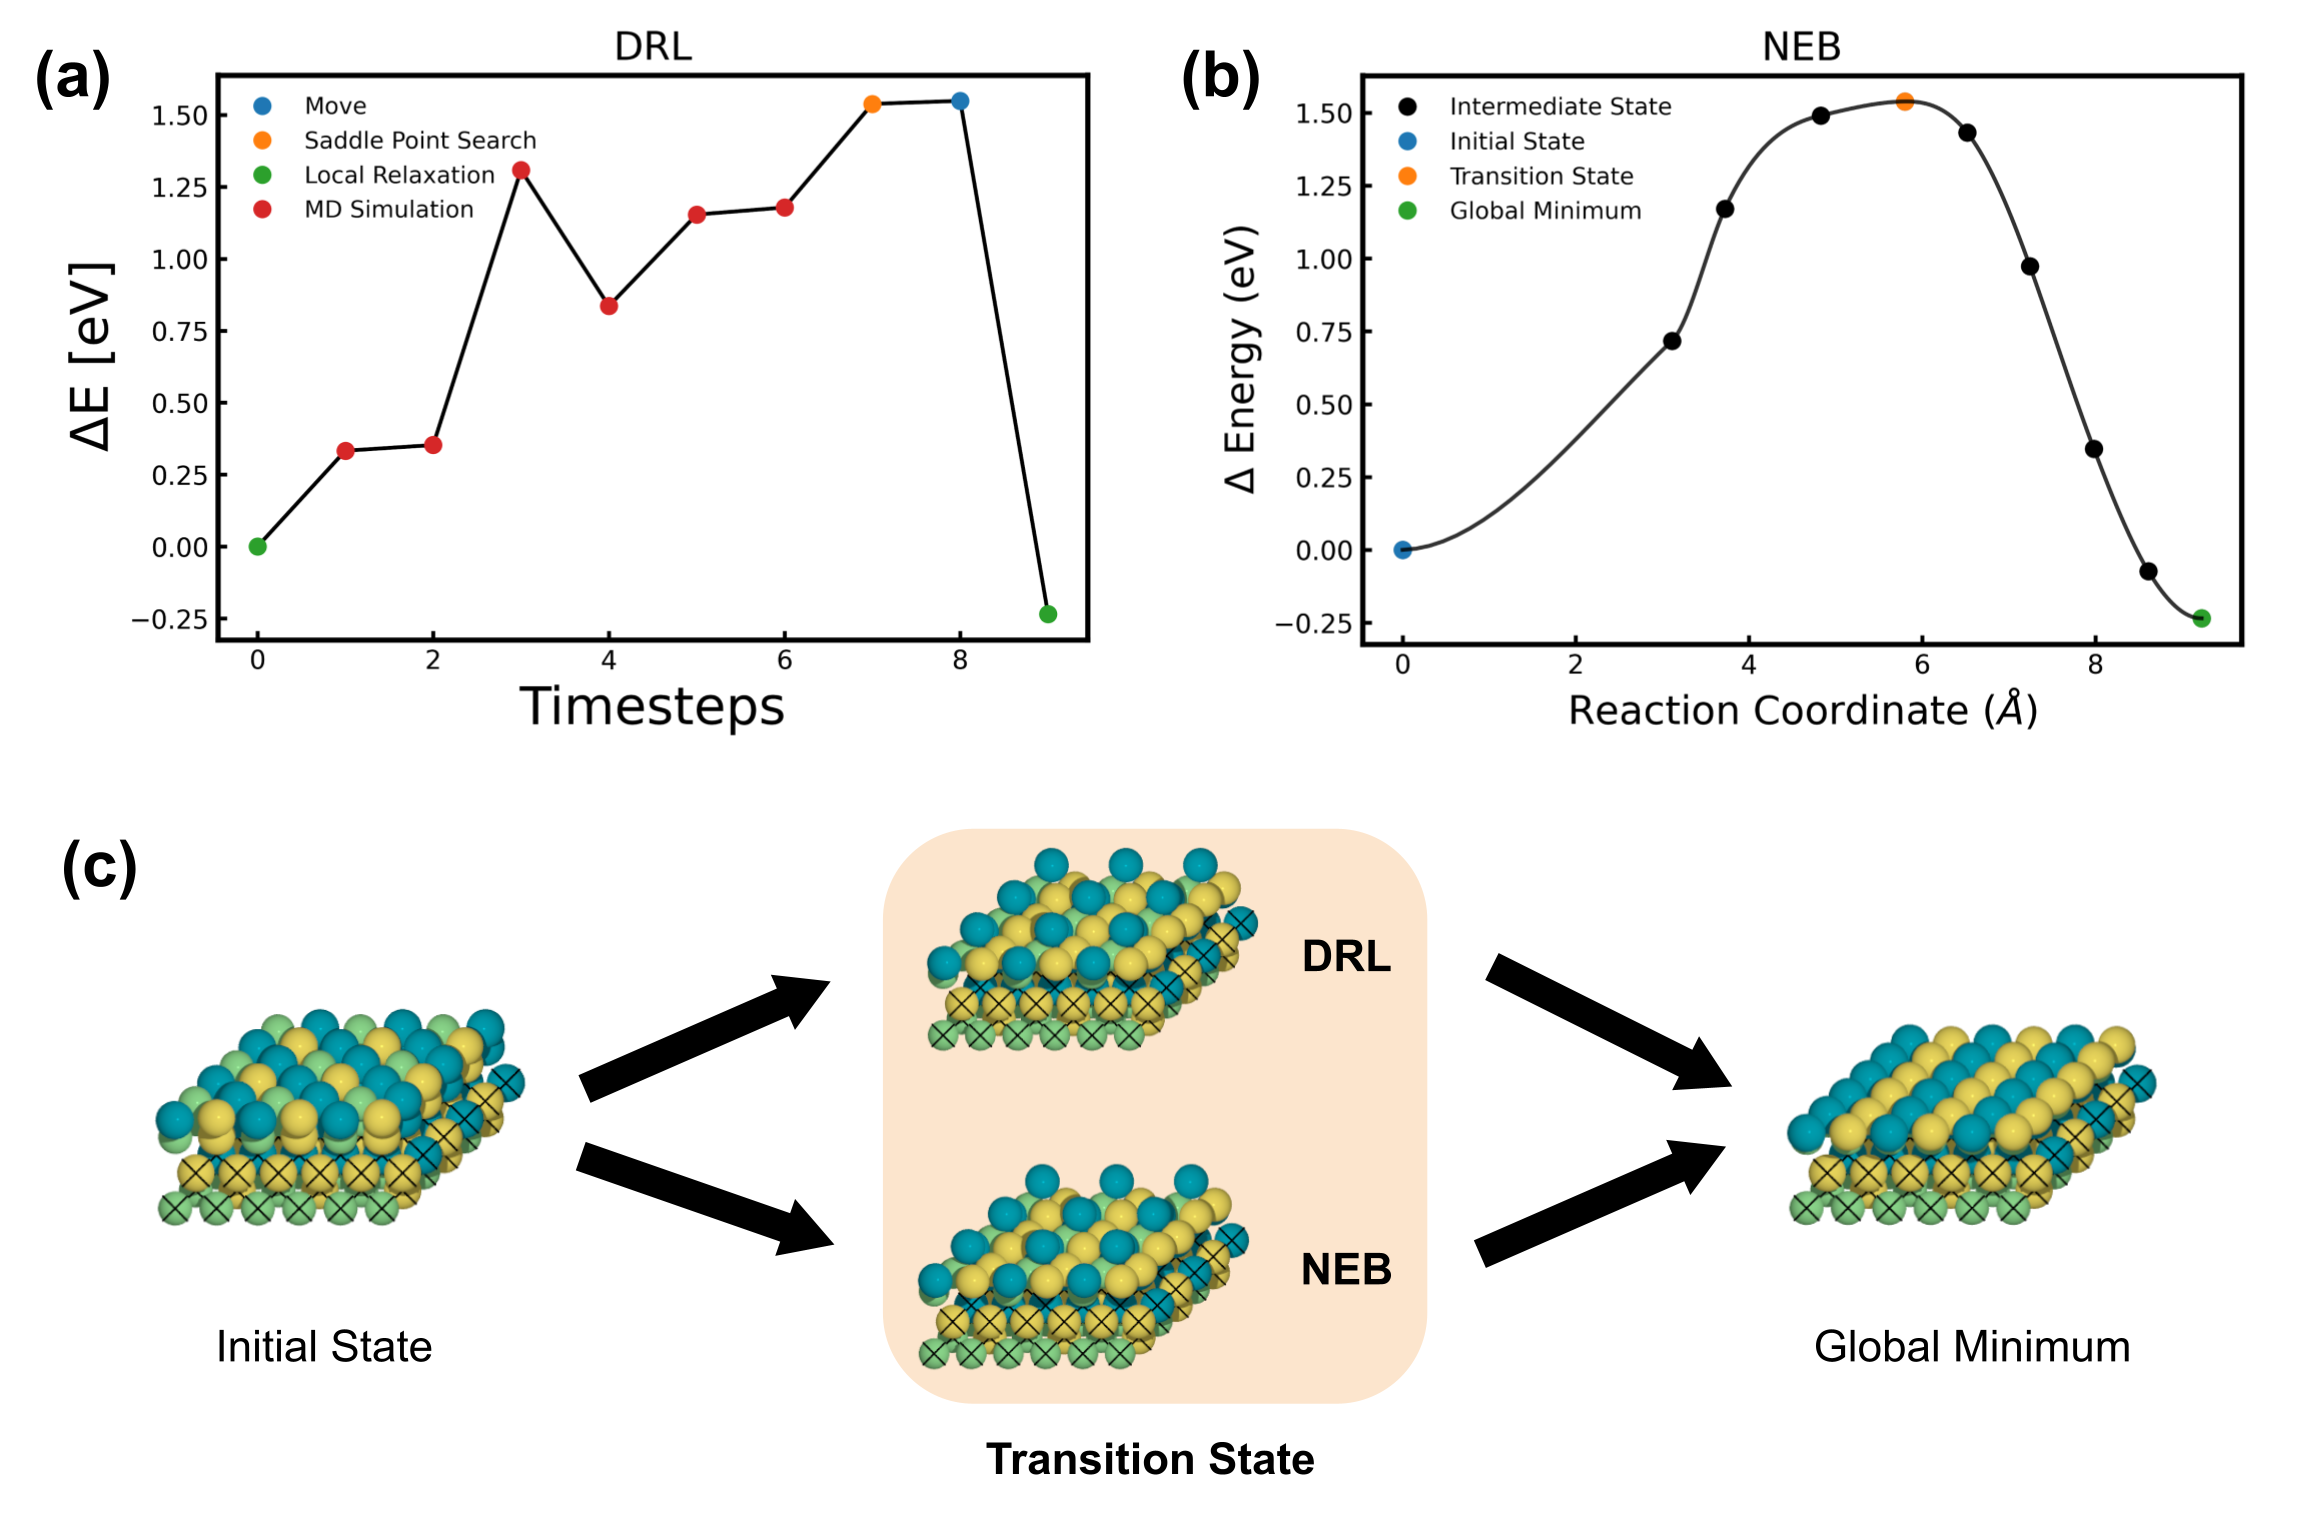 (a)
DRL
Move
Saddle Point Search
Local Relaxation
MD Simulation
1.50
1.25
1.00
0.75
0.50
0.25
0.00
−0.25
ΔE [eV]
0 2 4 6 8
Timesteps
(b)
NEB
Intermediate State
Initial State
Transition State
Global Minimum
1.50
1.25
1.00
0.75
0.50
0.25
0.00
−0.25
Δ Energy (eV)
0 2 4 6 8
Reaction Coordinate (Å)
(c)
DRL
NEB
Initial State
Global Minimum
Transition State